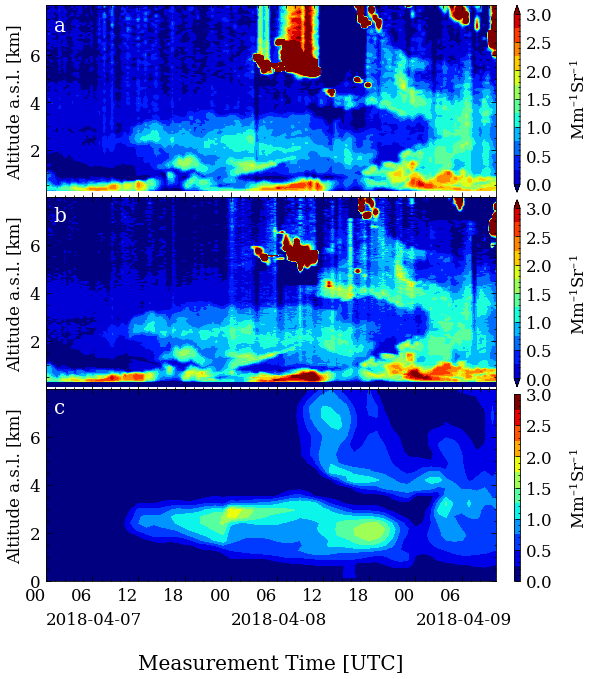 a
6
4
2
Altitude a.s.l. [km]
3.0
2.5
2.0
1.5
1.0
0.5
0.0
Mm⁻¹Sr⁻¹
b
6
4
2
Altitude a.s.l. [km]
3.0
2.5
2.0
1.5
1.0
0.5
0.0
Mm⁻¹Sr⁻¹
c
6
4
2
0
Altitude a.s.l. [km]
3.0
2.5
2.0
1.5
1.0
0.5
0.0
Mm⁻¹Sr⁻¹
00 06 12 18 00 06 12 18 00 06
2018-04-07 2018-04-08 2018-04-09
Measurement Time [UTC]